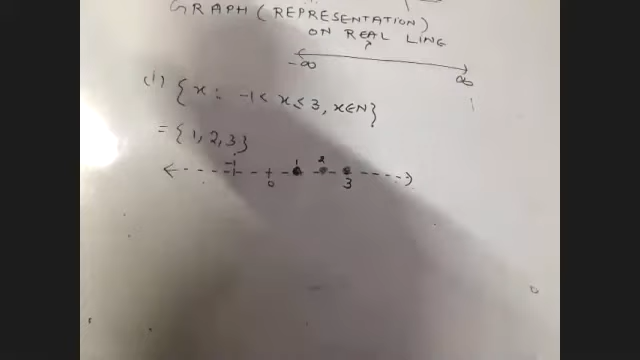 GRAPH (REPRESENTATION)
ON REAL LINE
-∞ ∞
(i) { x : -1 < x ≤ 3, x∈N}
= {1, 2, 3}
-1 0 1 2 3